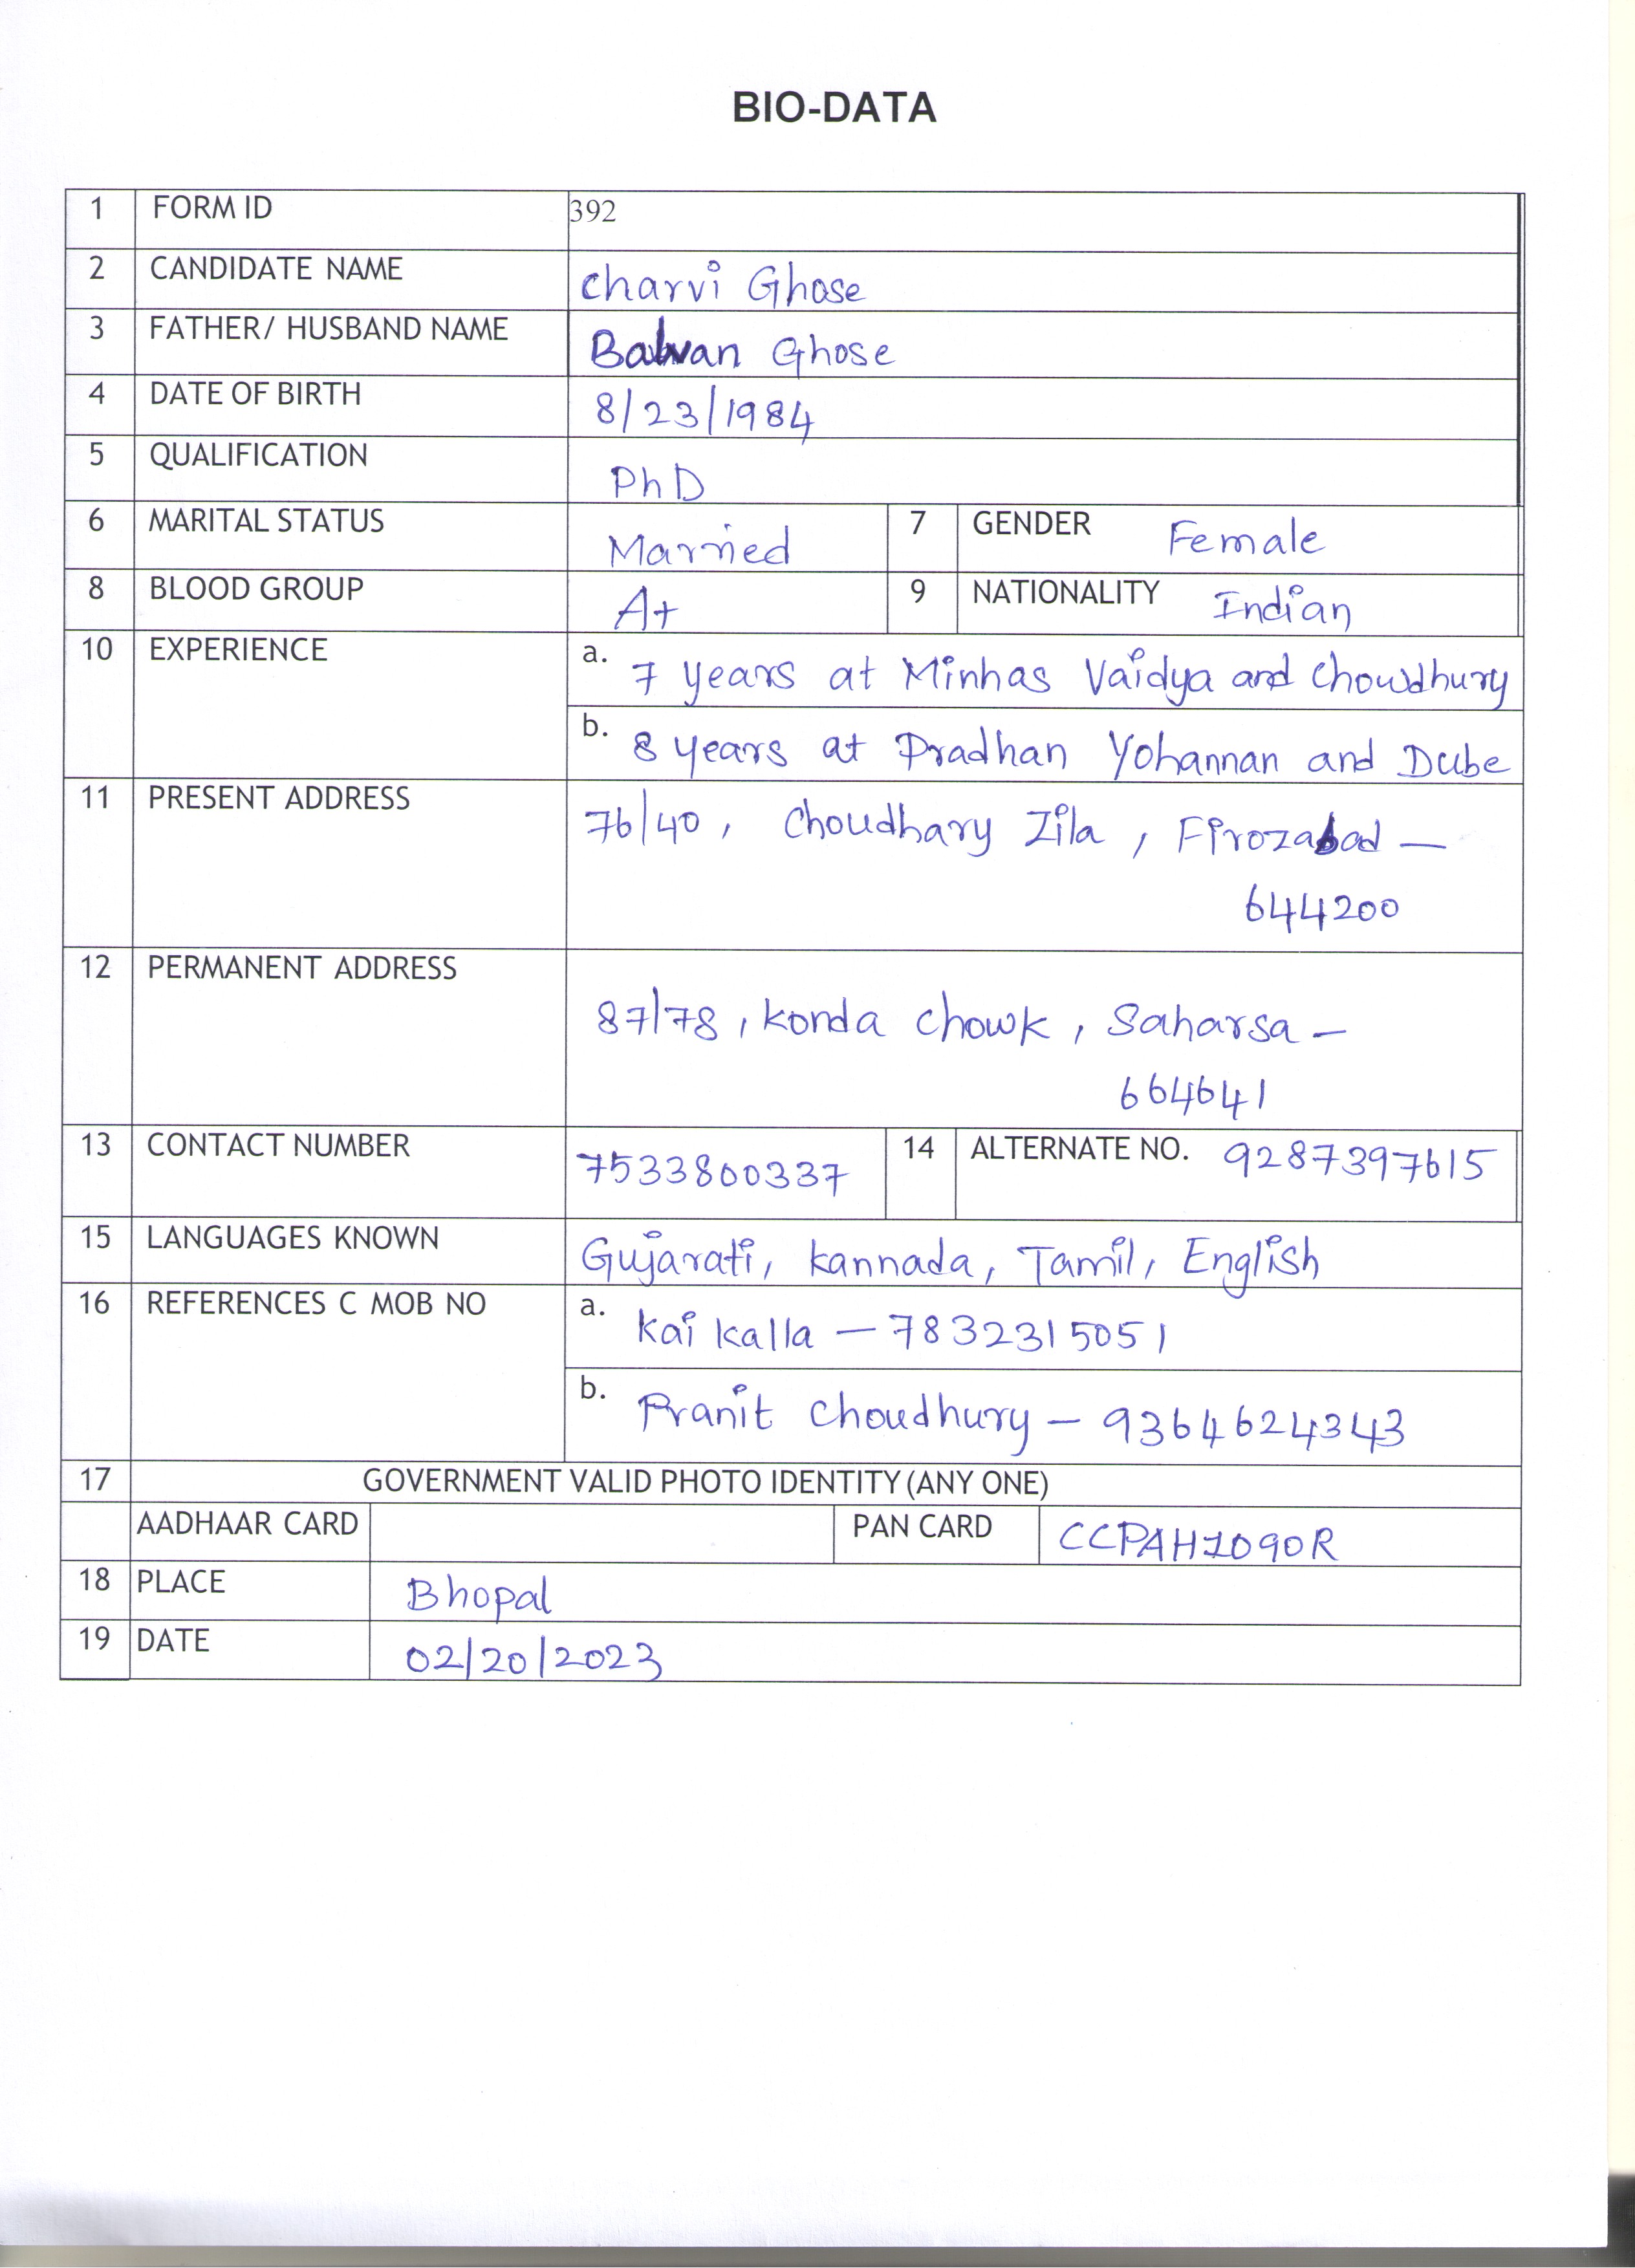 BIO-DATA
1 FORM ID 392
2 CANDIDATE NAME Charvi Ghose
3 FATHER/ HUSBAND NAME Balvan Ghose
4 DATE OF BIRTH 8/23/1984
5 QUALIFICATION PhD
6 MARITAL STATUS Married 7 GENDER Female
8 BLOOD GROUP A+ 9 NATIONALITY Indian
10 EXPERIENCE a. 7 years at Minhas Vaidya and Chowdhury
b. 8 years at Pradhan Yohannan and Dube
11 PRESENT ADDRESS 76/40, Choudhary Zila, Firozabad —
644200
12 PERMANENT ADDRESS
87/78, Konda Chowk, Saharsa —
664641
13 CONTACT NUMBER 7533800337 14 ALTERNATE NO. 9287397615
15 LANGUAGES KNOWN Gujarati, Kannada, Tamil, English
16 REFERENCES C MOB NO a. Kai Kalla — 7832315051
b. Pranit Choudhury — 9364624343
17 GOVERNMENT VALID PHOTO IDENTITY (ANY ONE)
AADHAAR CARD PAN CARD CCPAH1090R
18 PLACE Bhopal
19 DATE 02/20/2023